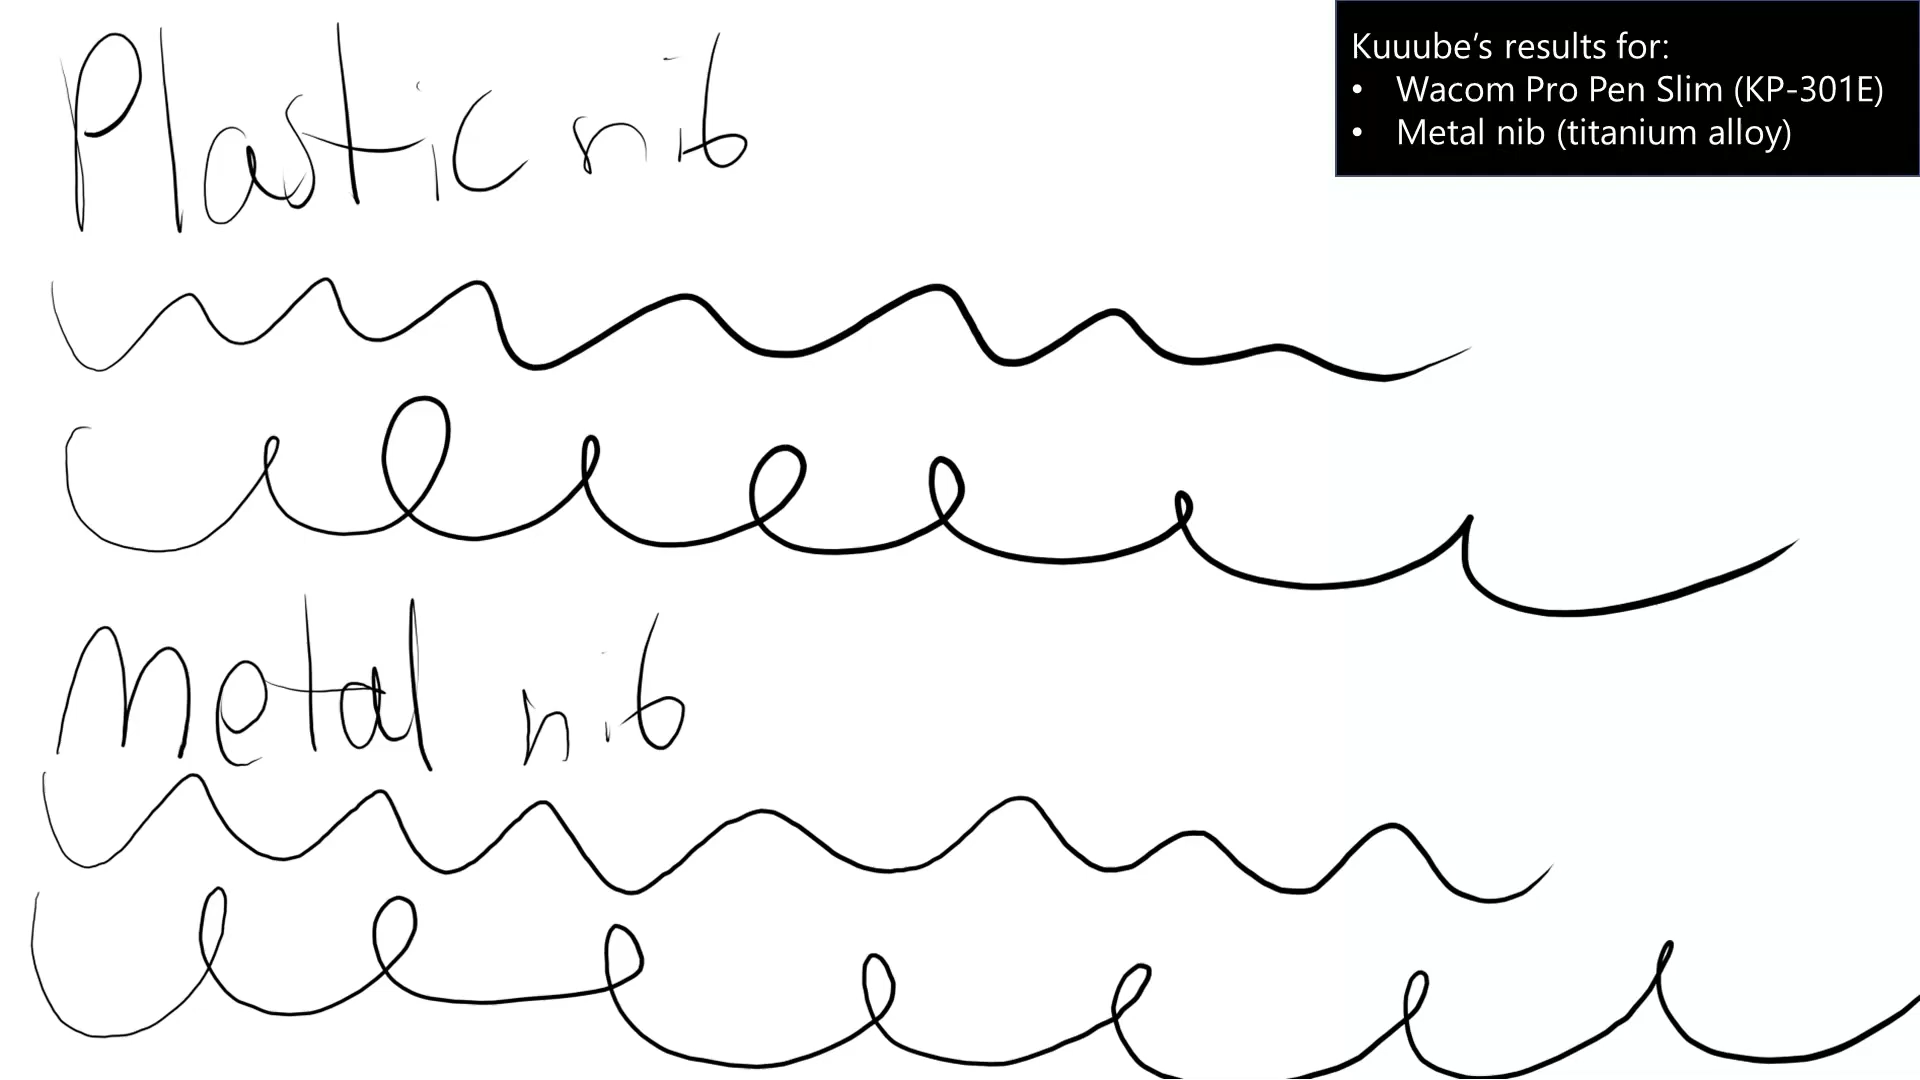 Plastic nib
Kuuube’s results for:
• Wacom Pro Pen Slim (KP-301E)
• Metal nib (titanium alloy)
Metal nib